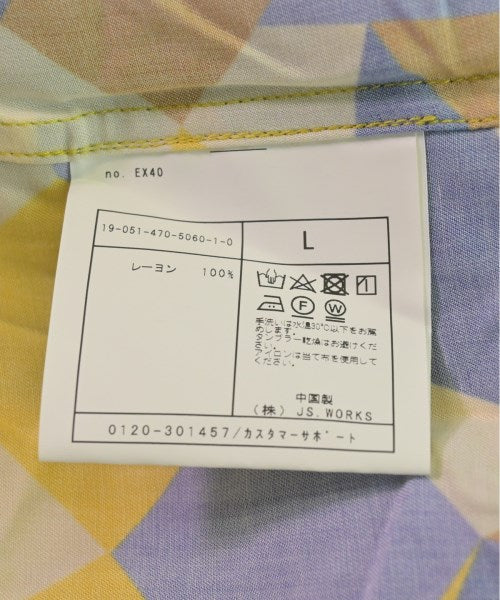 no. EX40
19-051-470-5060-1-0
L
レーヨン 100%
F W
手洗いは水温30℃以下をお薦
めします。
タンブラー乾燥はお避けくだ
さい。
アイロンは当て布を使用して
ください。
中国製
(株) JS.WORKS
0120-301457/カスタマーサポート